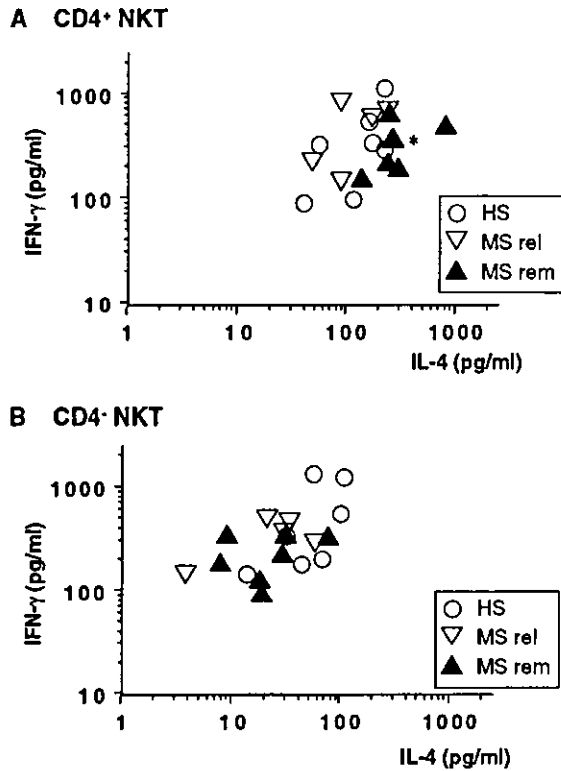 A CD4⁺ NKT
IFN-γ (pg/ml)
1000
100
10
1
10
100
1000
IL-4 (pg/ml)
*
HS
MS rel
MS rem
B CD4⁻ NKT
IFN-γ (pg/ml)
1000
100
10
1
10
100
1000
IL-4 (pg/ml)
HS
MS rel
MS rem